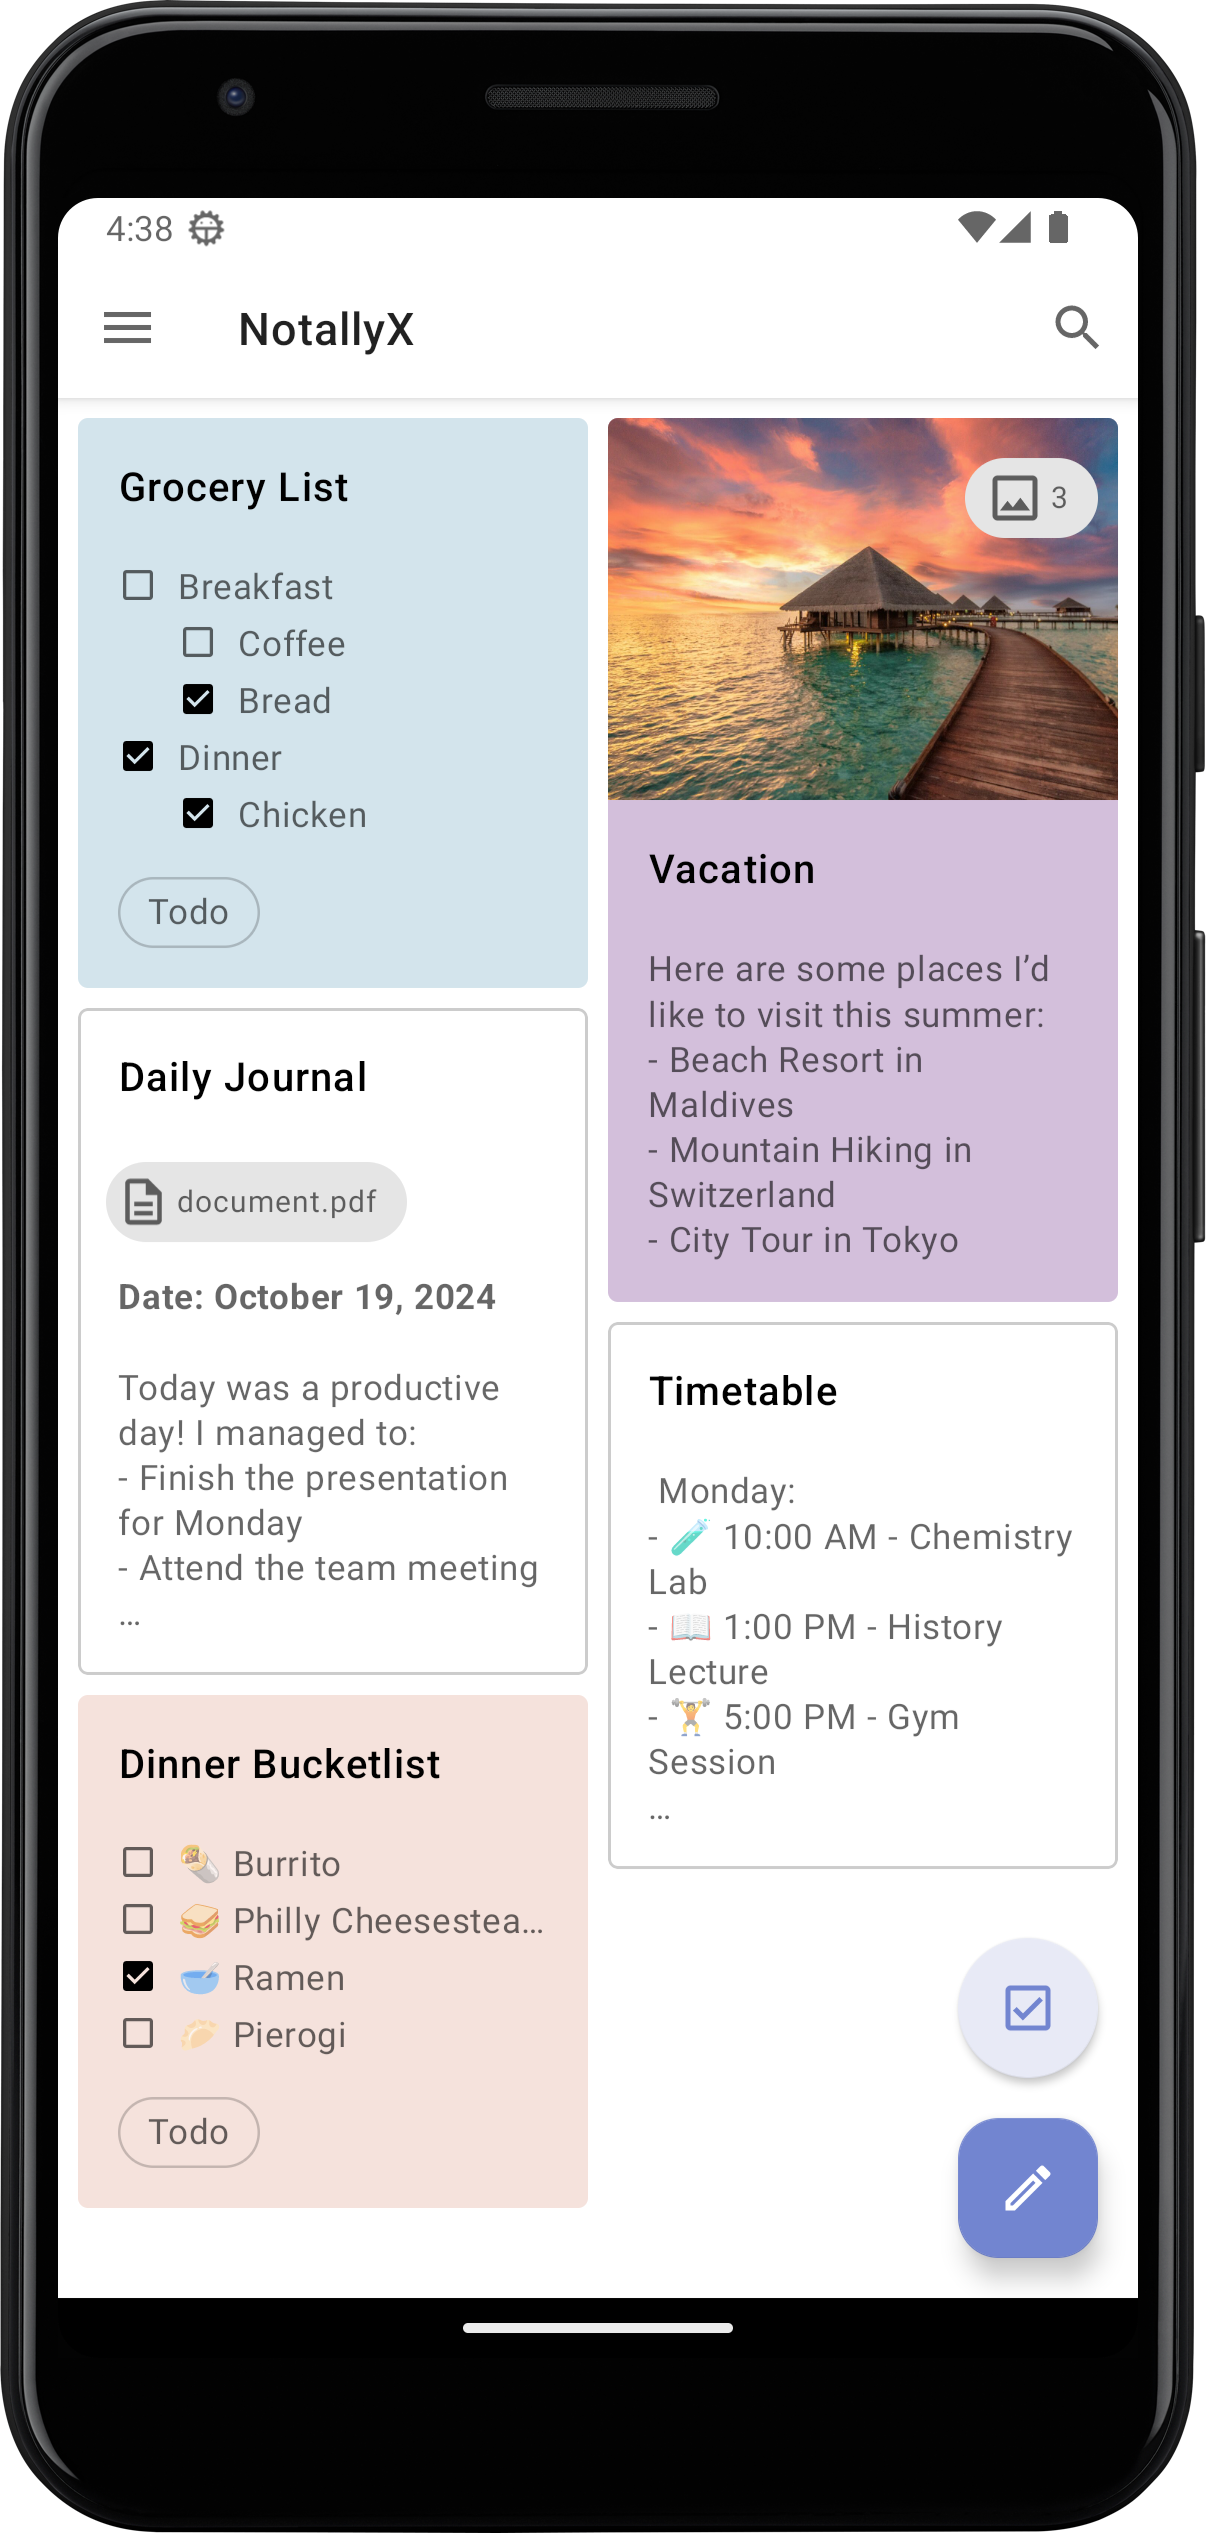 4:38
NotallyX
Grocery List
Breakfast
Coffee
Bread
Dinner
Chicken
Todo
Daily Journal
document.pdf
Date: October 19, 2024
Today was a productive
day! I managed to:
- Finish the presentation
for Monday
- Attend the team meeting
...
Dinner Bucketlist
🌯 Burrito
🥪 Philly Cheesestea...
🥣 Ramen
🥟 Pierogi
Todo
3
Vacation
Here are some places I’d
like to visit this summer:
- Beach Resort in
Maldives
- Mountain Hiking in
Switzerland
- City Tour in Tokyo
Timetable
Monday:
- 🧪 10:00 AM - Chemistry
Lab
- 📖 1:00 PM - History
Lecture
- 🏋️ 5:00 PM - Gym
Session
...